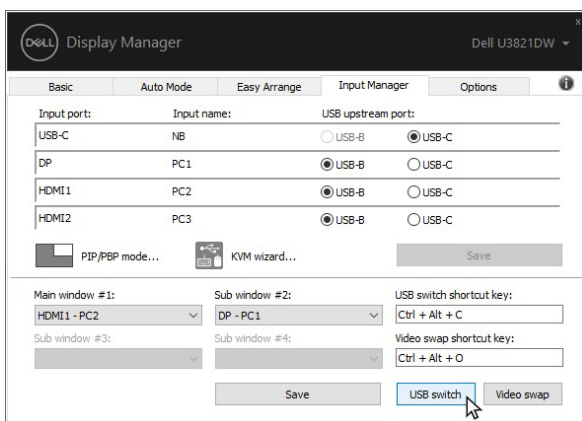 DELL Display Manager
Dell U3821DW
x
Basic Auto Mode Easy Arrange Input Manager Options i
Input port: Input name: USB upstream port:
USB-C NB USB-B USB-C
DP PC1 USB-B USB-C
HDMI1 PC2 USB-B USB-C
HDMI2 PC3 USB-B USB-C
PIP/PBP mode... KVM wizard... Save
Main window #1: Sub window #2: USB switch shortcut key:
HDMI1 - PC2 DP - PC1 Ctrl + Alt + C
Sub window #3: Sub window #4: Video swap shortcut key:
Ctrl + Alt + O
Save USB switch Video swap